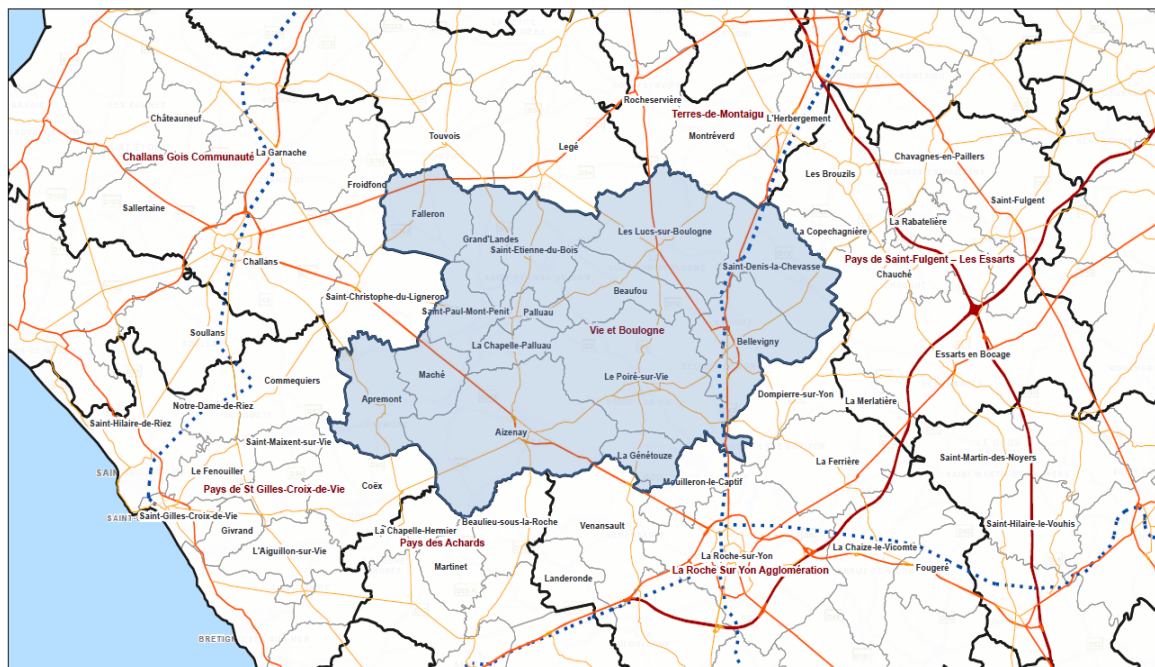 Rocheservière
Terres-de-Montaigu
Châteauneuf
L'Herbergement
Touvois
Montréverd
Legé
La Garnache
Challans Gois Communauté
Chavagnes-en-Paillers
Les Brouzils
Froidfond
Saint-Fulgent
Sallertaine
Falleron
La Rabatelière
Les Lucs-sur-Boulogne
La Copechagnière
Grand'Landes
Saint-Etienne-du-Bois
Pays de Saint-Fulgent – Les Essarts
Challans
Saint-Denis-la-Chevasse
Chauché
Beaufou
Saint-Christophe-du-Ligneron
Saint-Paul-Mont-Penit
Palluau
Soullans
Vie et Boulogne
Bellevigny
La Chapelle-Palluau
Essarts en Bocage
Maché
Le Poiré-sur-Vie
Commequiers
Dompierre-sur-Yon
Apremont
La Merlatière
Notre-Dame-de-Riez
Saint-Hilaire-de-Riez
Aizenay
Saint-Maixent-sur-Vie
La Génétouze
Saint-Martin-des-Noyers
La Ferrière
Le Fenouiller
SAIN
Mouilleron-le-Captif
Coëx
Pays de St Gilles-Croix-de-Vie
Saint-Gilles-Croix-de-Vie
SAINT-
Beaulieu-sous-la-Roche
Venansault
Saint-Hilaire-le-Vouhis
Givrand
La Chapelle-Hermier
Pays des Achards
La Chaize-le-Vicomte
L'Aiguillon-sur-Vie
La Roche-sur-Yon
Martinet
La Roche Sur Yon Agglomération
Fougeré
Landeronde
BRETIG